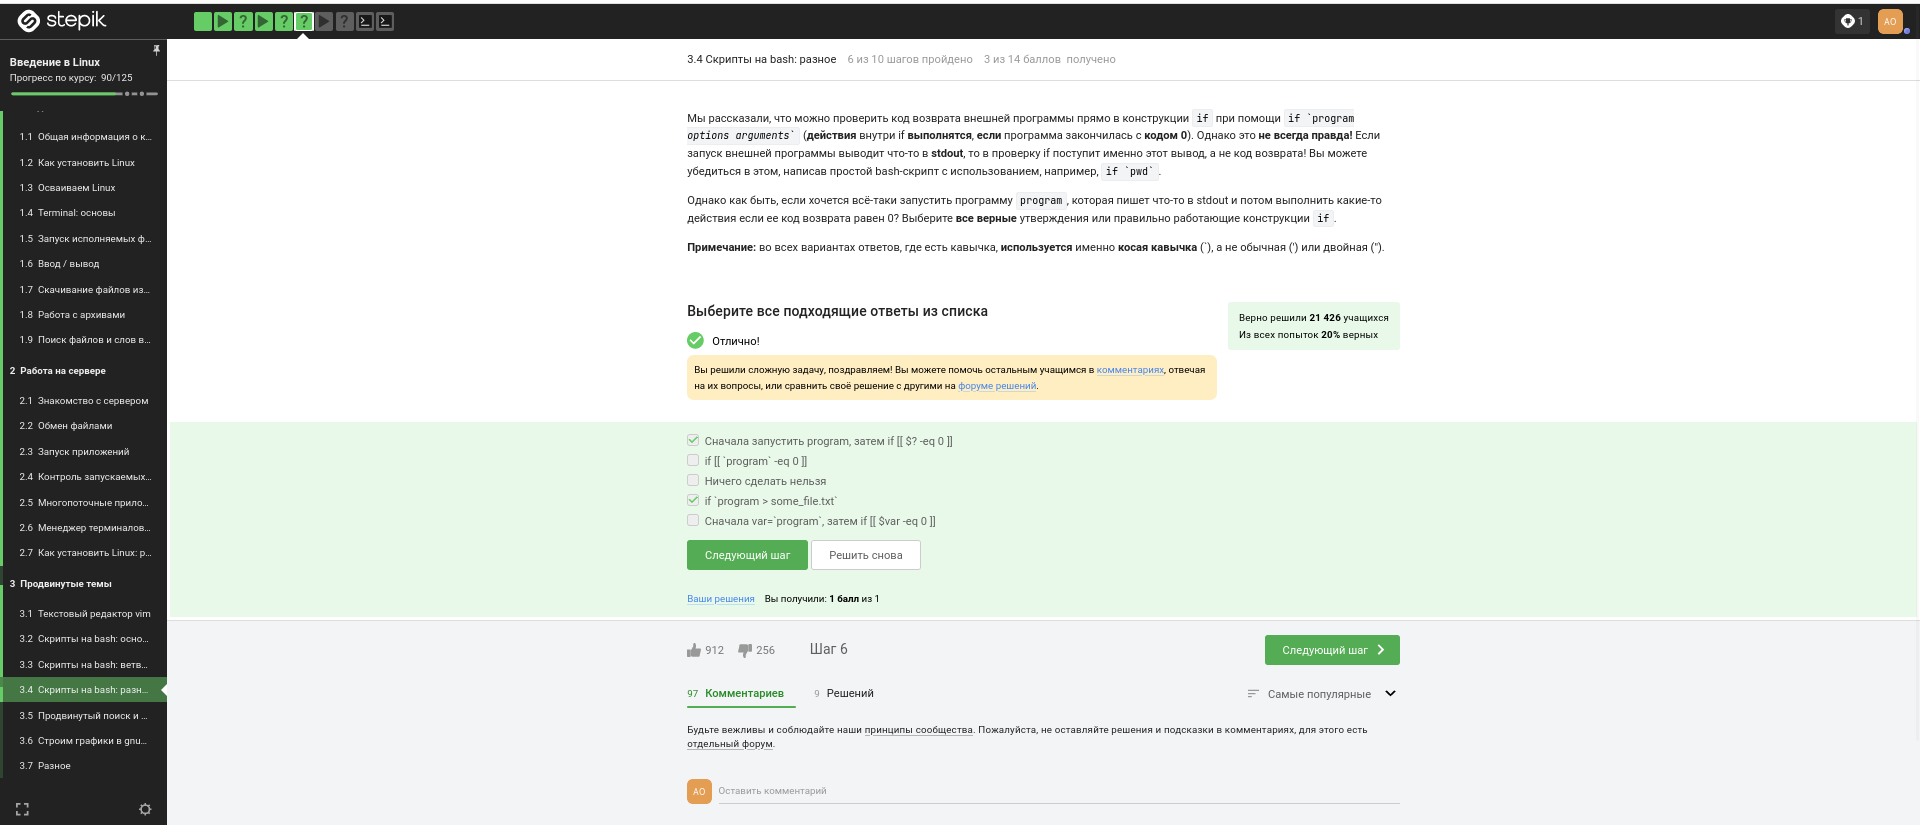 stepik
1
AO
Введение в Linux
Прогресс по курсу: 90/125
1.1 Общая информация о к...
1.2 Как установить Linux
1.3 Осваиваем Linux
1.4 Terminal: основы
1.5 Запуск исполняемых ф...
1.6 Ввод / вывод
1.7 Скачивание файлов из...
1.8 Работа с архивами
1.9 Поиск файлов и слов в...
2 Работа на сервере
2.1 Знакомство с сервером
2.2 Обмен файлами
2.3 Запуск приложений
2.4 Контроль запускаемых...
2.5 Многопоточные прило...
2.6 Менеджер терминалов...
2.7 Как установить Linux: р...
3 Продвинутые темы
3.1 Текстовый редактор vim
3.2 Скрипты на bash: осно...
3.3 Скрипты на bash: ветв...
3.4 Скрипты на bash: разн...
3.5 Продвинутый поиск и ...
3.6 Строим графики в gnu...
3.7 Разное
3.4 Скрипты на bash: разное 6 из 10 шагов пройдено 3 из 14 баллов получено
Мы рассказали, что можно проверить код возврата внешней программы прямо в конструкции if при помощи if `program
options arguments` (действия внутри if выполнятся, если программа закончилась с кодом 0). Однако это не всегда правда! Если
запуск внешней программы выводит что-то в stdout, то в проверку if поступит именно этот вывод, а не код возврата! Вы можете
убедиться в этом, написав простой bash-скрипт с использованием, например, if `pwd`.
Однако как быть, если хочется всё-таки запустить программу program, которая пишет что-то в stdout и потом выполнить какие-то
действия если ее код возврата равен 0? Выберите все верные утверждения или правильно работающие конструкции if.
Примечание: во всех вариантах ответов, где есть кавычка, используется именно косая кавычка (`), а не обычная (') или двойная (").
Выберите все подходящие ответы из списка
Верно решили 21 426 учащихся
Из всех попыток 20% верных
Отлично!
Вы решили сложную задачу, поздравляем! Вы можете помочь остальным учащимся в комментариях, отвечая
на их вопросы, или сравнить своё решение с другими на форуме решений.
Сначала запустить program, затем if [[ $? -eq 0 ]]
if [[ `program` -eq 0 ]]
Ничего сделать нельзя
if `program > some_file.txt`
Сначала var=`program`, затем if [[ $var -eq 0 ]]
Следующий шаг Решить снова
Ваши решения Вы получили: 1 балл из 1
912 256 Шаг 6 Следующий шаг
97 Комментариев 9 Решений Самые популярные
Будьте вежливы и соблюдайте наши принципы сообщества. Пожалуйста, не оставляйте решения и подсказки в комментариях, для этого есть
отдельный форум.
AO Оставить комментарий